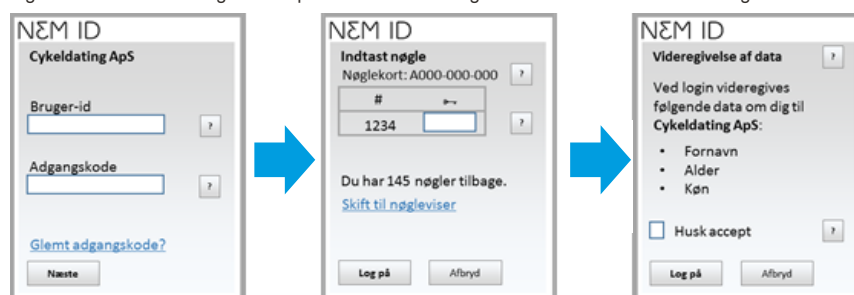 NEM ID
Cykeldating ApS
Bruger-id
?
Adgangskode
?
Glemt adgangskode?
Næste
NEM ID
Indtast nøgle
Nøglekort: A000-000-000
?
#
1234
?
Du har 145 nøgler tilbage.
Skift til nøgleviser
Log på
Afbryd
NEM ID
Videregivelse af data
?
Ved login videregives
følgende data om dig til
Cykeldating ApS:
• Fornavn
• Alder
• Køn
Husk accept
?
Log på
Afbryd